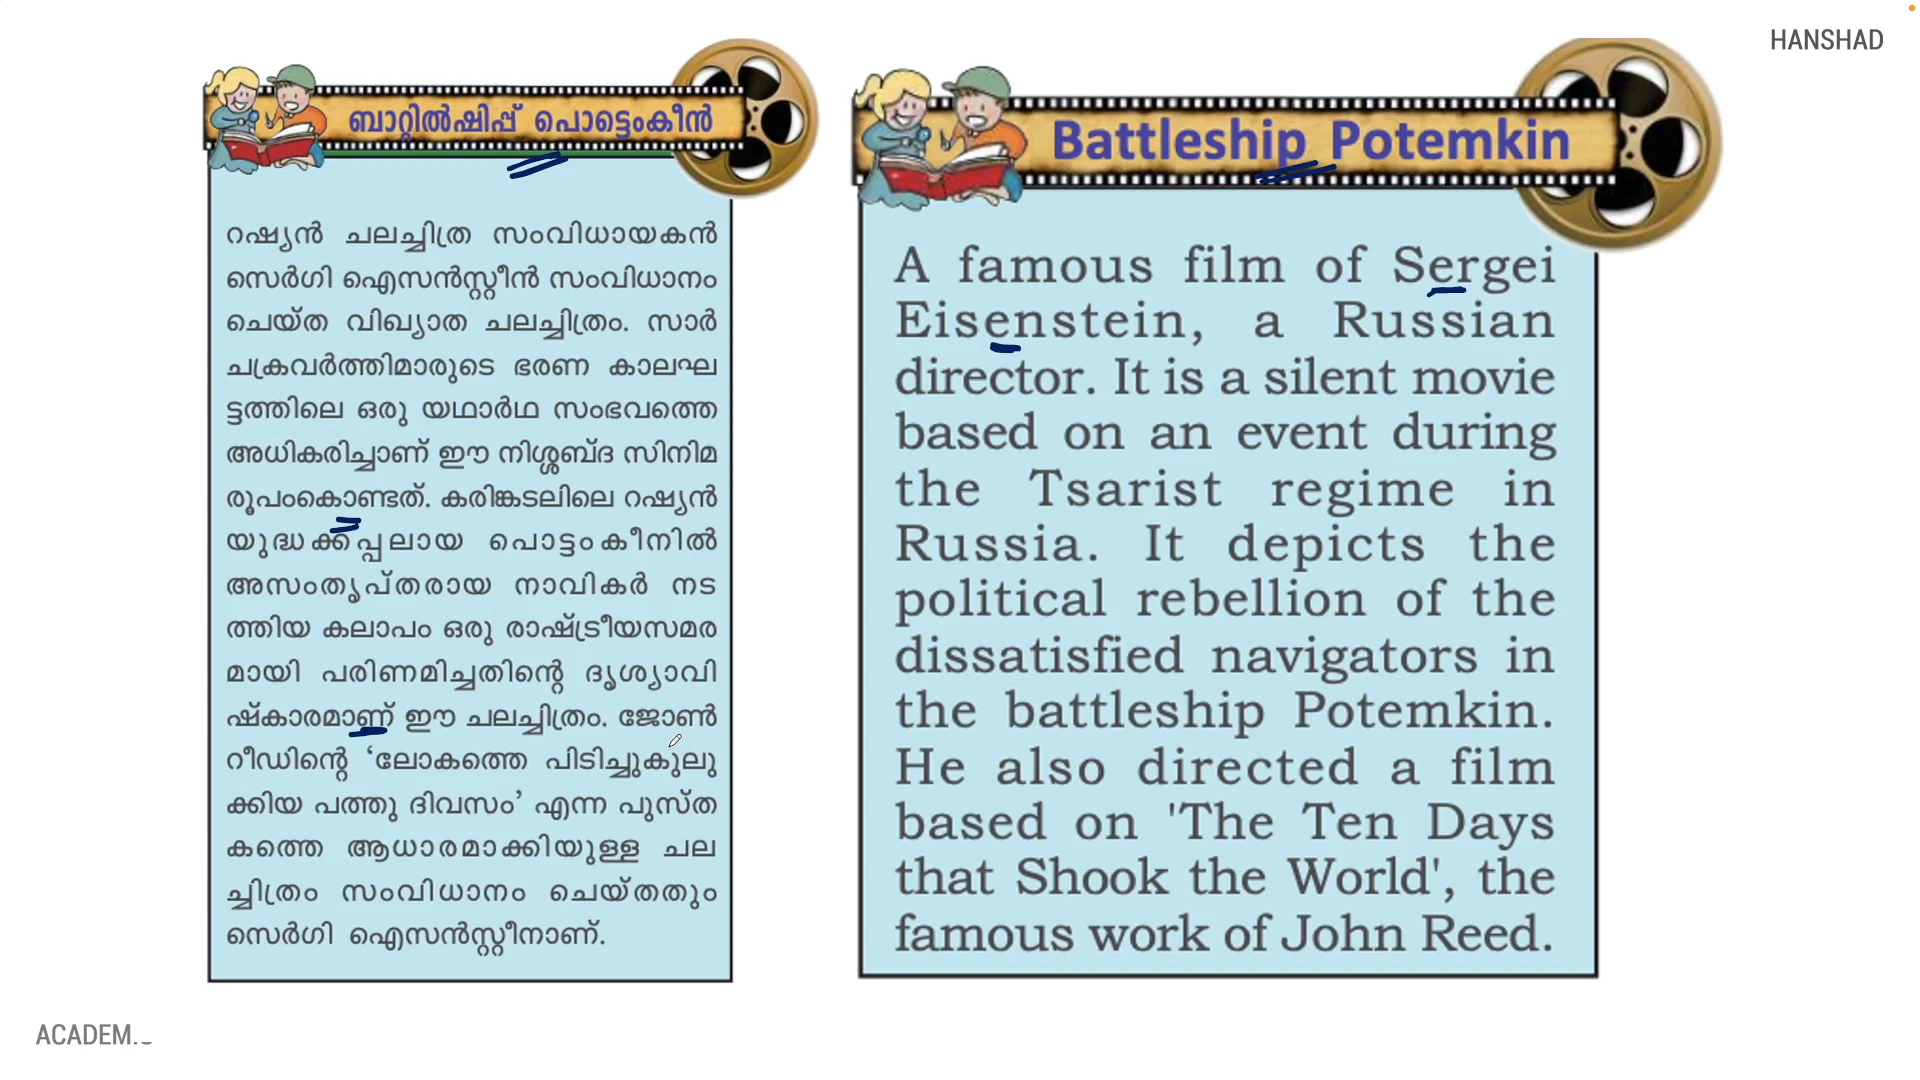 HANSHAD
ബാറ്റിൽഷിപ്പ് പൊട്ടെംകീൻ
റഷ്യൻ ചലച്ചിത്ര സംവിധായകൻ
സെർഗി ഐസൻസ്റ്റീൻ സംവിധാനം
ചെയ്ത വിഖ്യാത ചലച്ചിത്രം. സാർ
ചക്രവർത്തിമാരുടെ ഭരണ കാലഘ
ട്ടത്തിലെ ഒരു യഥാർഥ സംഭവത്തെ
അധികരിച്ചാണ് ഈ നിശ്ശബ്ദ സിനിമ
രൂപംകൊണ്ടത്. കരിങ്കടലിലെ റഷ്യൻ
യുദ്ധക്കപ്പലായ പൊട്ടംകീനിൽ
അസംതൃപ്തരായ നാവികർ നട
ത്തിയ കലാപം ഒരു രാഷ്ട്രീയസമര
മായി പരിണമിച്ചതിന്റെ ദൃശ്യാവി
ഷ്കാരമാണ് ഈ ചലച്ചിത്രം. ജോൺ
റീഡിന്റെ ‘ലോകത്തെ പിടിച്ചുകുലു
ക്കിയ പത്തു ദിവസം’ എന്ന പുസ്ത
കത്തെ ആധാരമാക്കിയുള്ള ചല
ച്ചിത്രം സംവിധാനം ചെയ്തതും
സെർഗി ഐസൻസ്റ്റീനാണ്.
Battleship Potemkin
A famous film of Sergei
Eisenstein, a Russian
director. It is a silent movie
based on an event during
the Tsarist regime in
Russia. It depicts the
political rebellion of the
dissatisfied navigators in
the battleship Potemkin.
He also directed a film
based on 'The Ten Days
that Shook the World', the
famous work of John Reed.